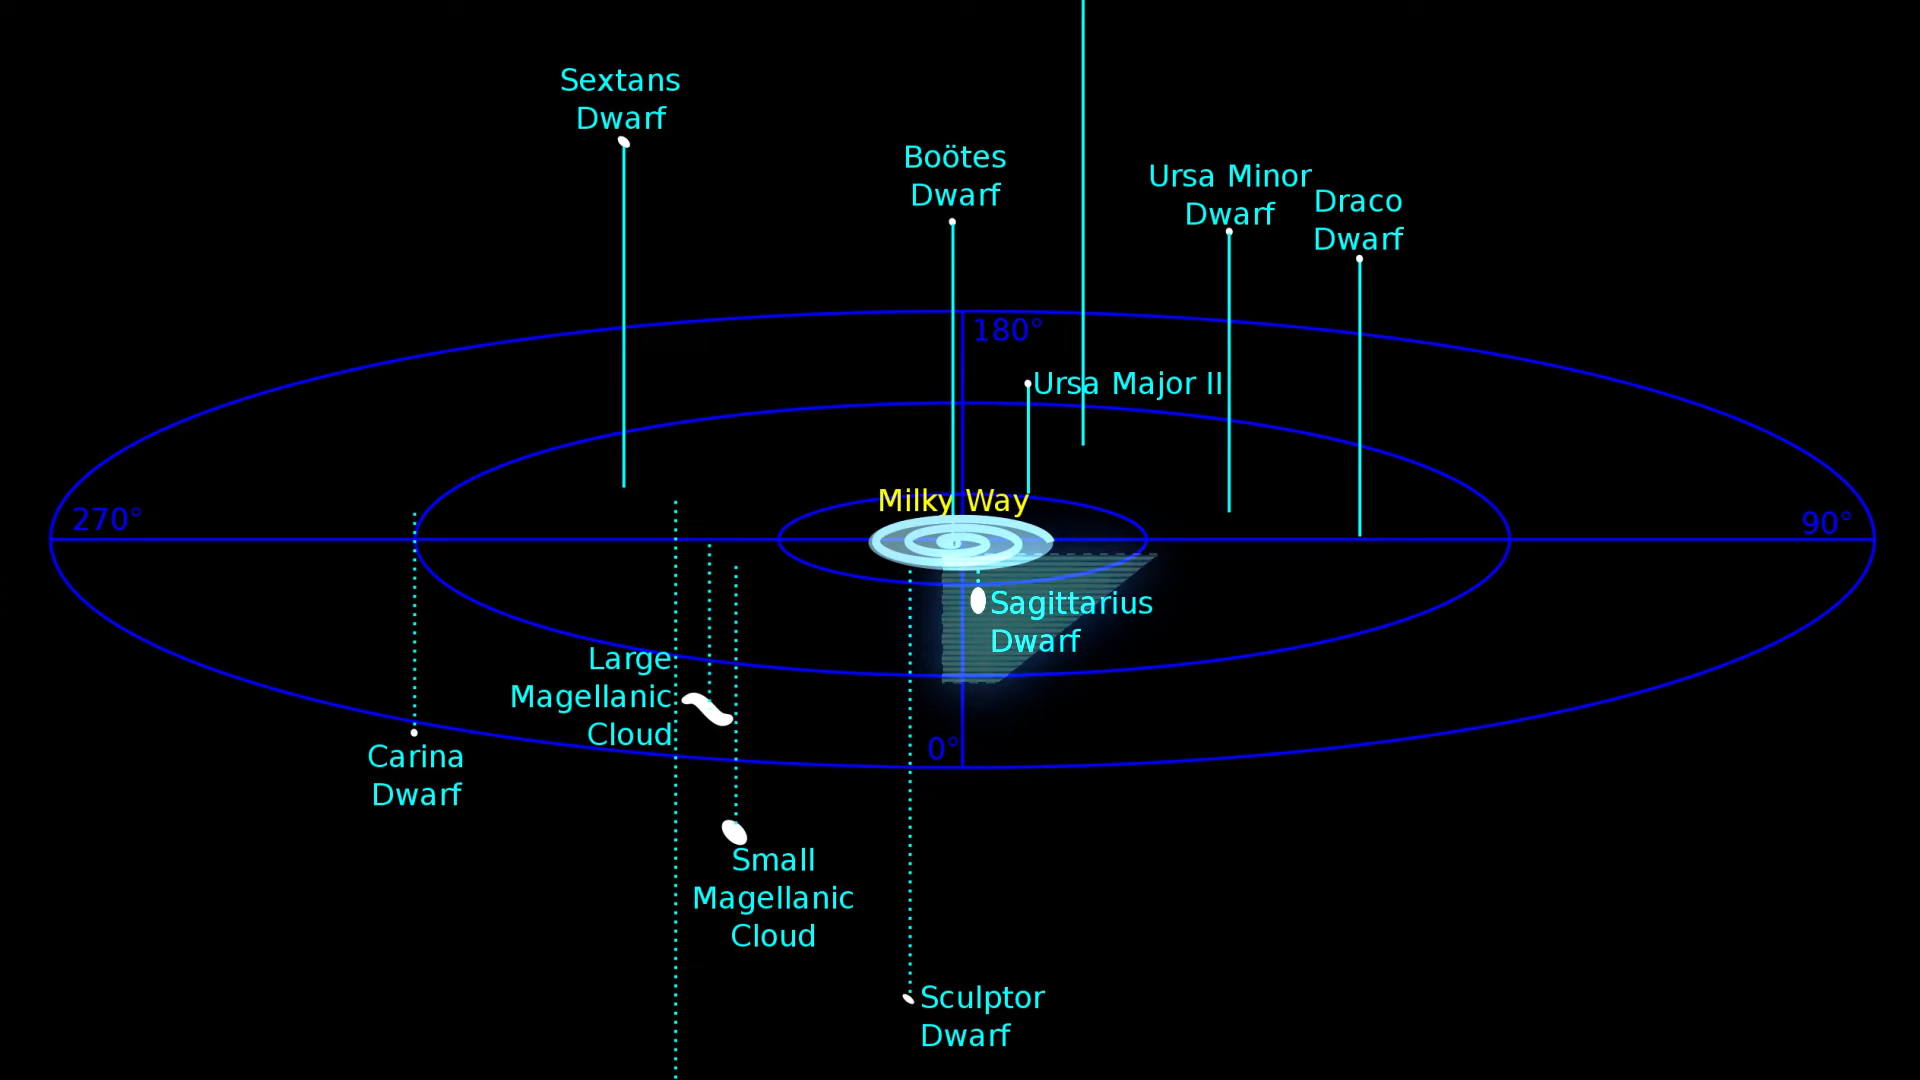 Sextans
Dwarf
Boötes
Dwarf
Ursa Minor
Dwarf
Draco
Dwarf
180°
Ursa Major II
Milky Way
270°
90°
Sagittarius
Dwarf
Large
Magellanic
Cloud
0°
Carina
Dwarf
Small
Magellanic
Cloud
Sculptor
Dwarf